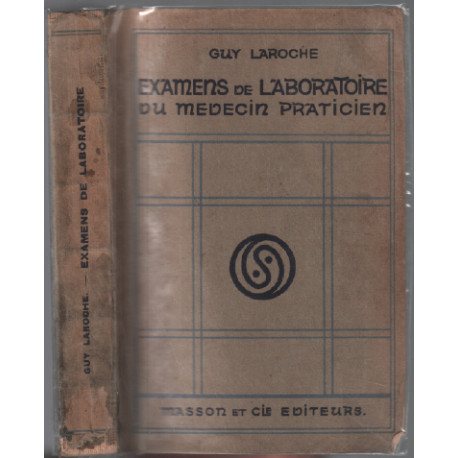 GUY LAROCHE. — EXAMENS DE LABORATOIRE
GUY LAROCHE
EXAMENS DE LABORATOIRE
DU MEDECIN PRATICIEN
MASSON ET CIE EDITEURS.